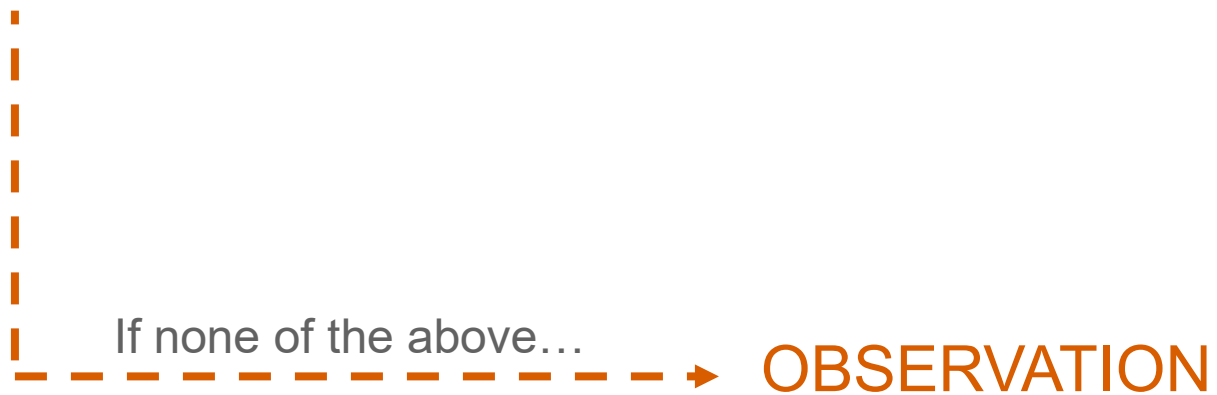 If none of the above…
OBSERVATION